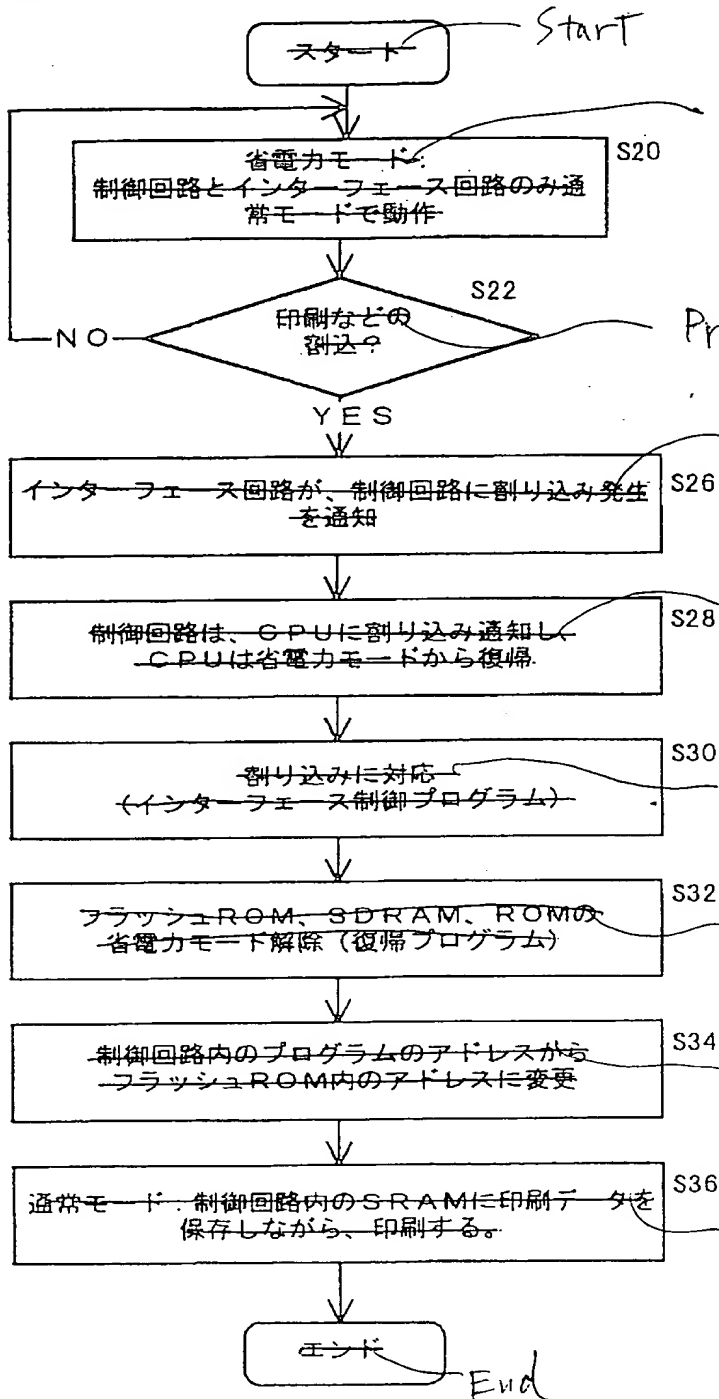 スタート
Start
省電力モード:
制御回路とインターフェース回路のみ通
常モードで動作
S20
印刷などの
割込?
S22
Pr
NO
YES
インターフェース回路が、制御回路に割り込み発生
を通知
S26
制御回路は、CPUに割り込み通知し、
CPUは省電力モードから復帰
S28
割り込みに対応
(インターフェース制御プログラム)
S30
フラッシュROM、SDRAM、ROMの
省電力モード解除(復帰プログラム)
S32
制御回路内のプログラムのアドレスから
フラッシュROM内のアドレスに変更
S34
通常モード:制御回路内のSRAMに印刷データを
保存しながら、印刷する。
S36
エンド
End